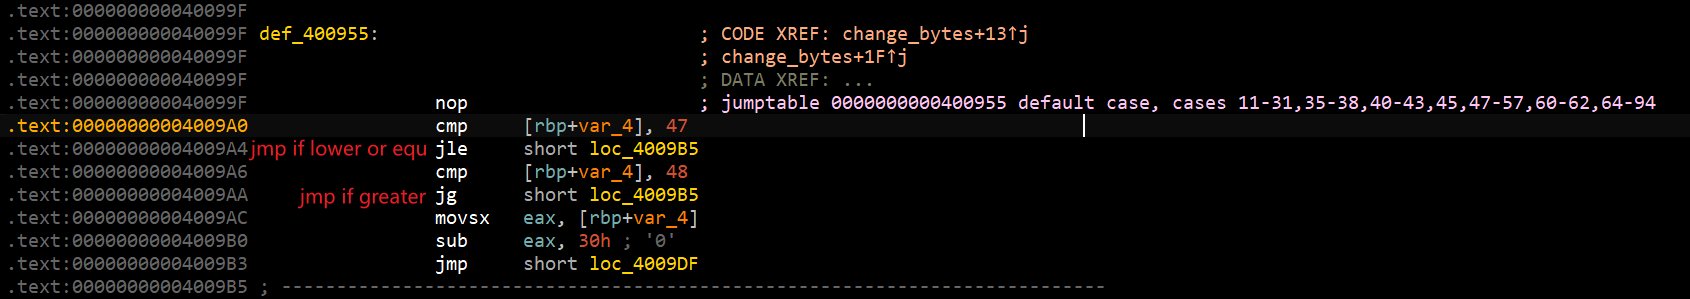 .text:000000000040099F
.text:000000000040099F def_400955: ; CODE XREF: change_bytes+13↑j
.text:000000000040099F ; change_bytes+1F↑j
.text:000000000040099F ; DATA XREF: ...
.text:000000000040099F nop ; jumptable 0000000000400955 default case, cases 11-31,35-38,40-43,45,47-57,60-62,64-94
.text:00000000004009A0 cmp [rbp+var_4], 47
.text:00000000004009A4 jmp if lower or equ jle short loc_4009B5
.text:00000000004009A6 cmp [rbp+var_4], 48
.text:00000000004009AA jmp if greater jg short loc_4009B5
.text:00000000004009AC movsx eax, [rbp+var_4]
.text:00000000004009B0 sub eax, 30h ; '0'
.text:00000000004009B3 jmp short loc_4009DF
.text:00000000004009B5 ; ---------------------------------------------------------------------------